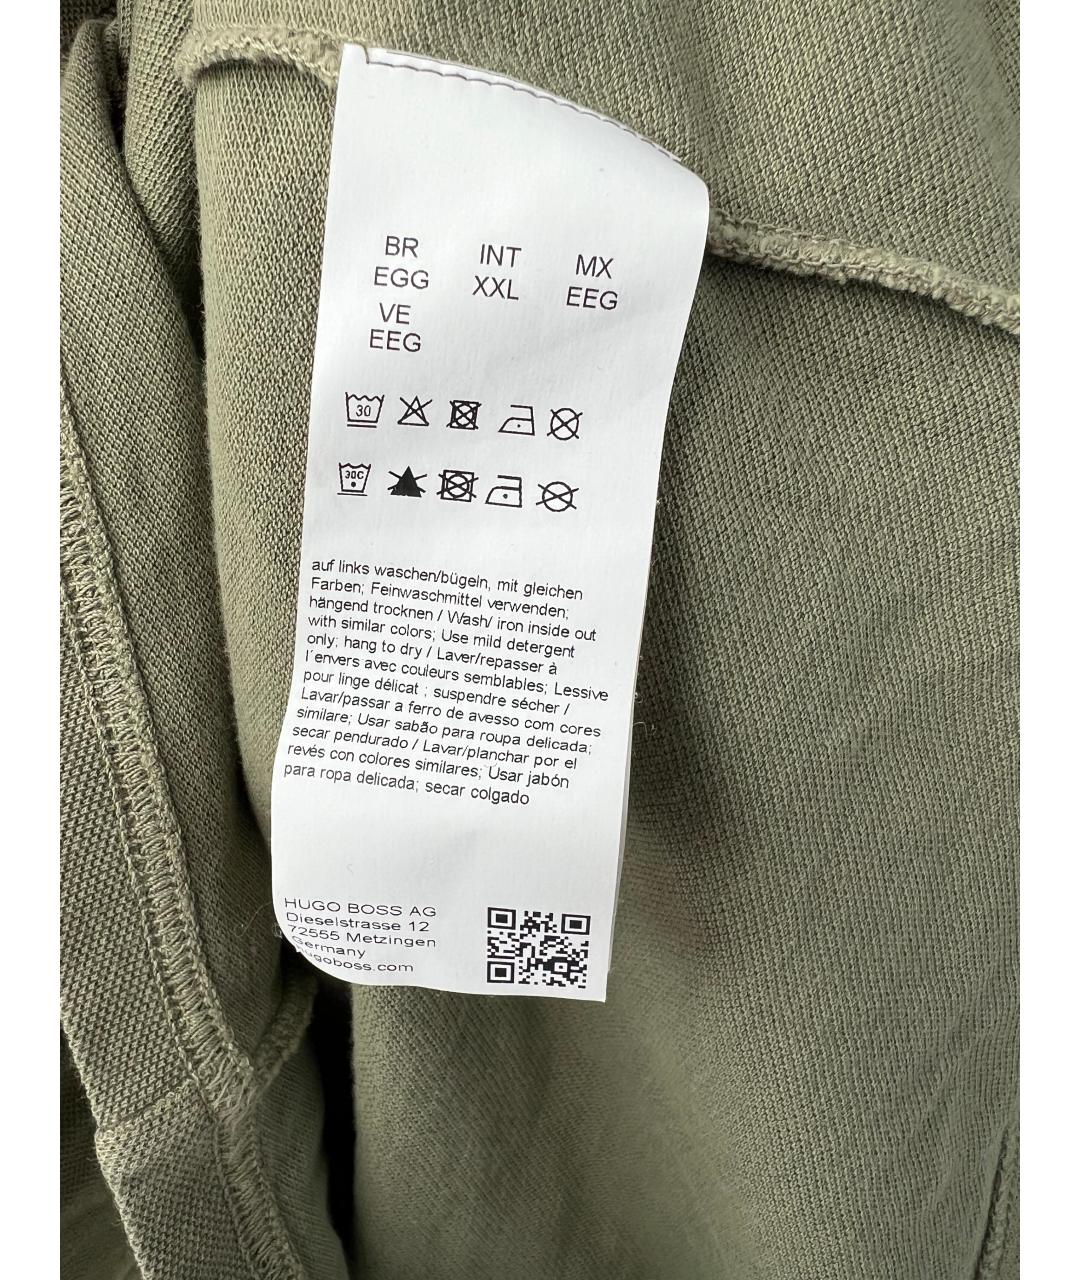 BR INT MX
EGG XXL EEG
VE
EEG
30
30C
auf links waschen/bügeln, mit gleichen
Farben; Feinwaschmittel verwenden;
hängend trocknen / Wash/ iron inside out
with similar colors; Use mild detergent
only; hang to dry / Laver/repasser à
l´envers avec couleurs semblables; Lessive
pour linge délicat ; suspendre sécher /
Lavar/passar a ferro de avesso com cores
similare; Usar sabão para roupa delicada;
secar pendurado / Lavar/planchar por el
revés con colores similares; Usar jabón
para ropa delicada; secar colgado
HUGO BOSS AG
Dieselstrasse 12
72555 Metzingen
Germany
hugoboss.com